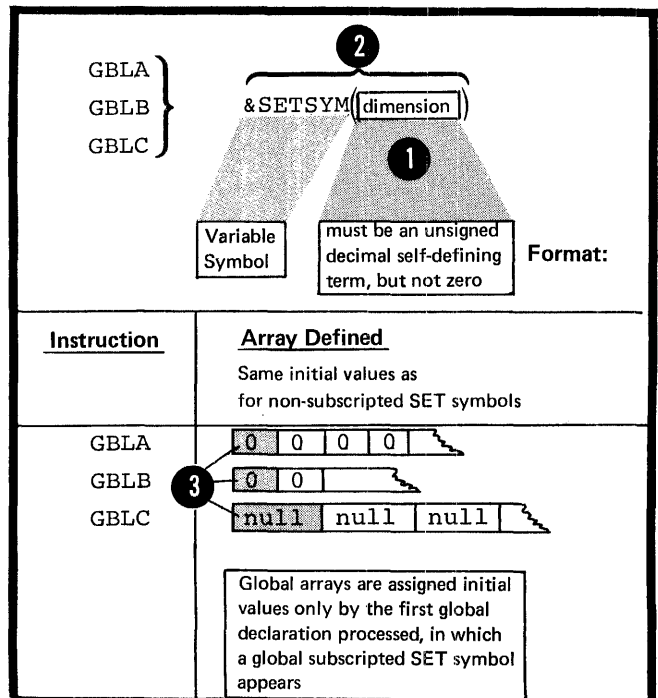 2
GBLA
GBLB
GBLC
&SETSYM(dimension)
1
Variable
Symbol
must be an unsigned
decimal self-defining
term, but not zero
Format:
Instruction
Array Defined
Same initial values as
for non-subscripted SET symbols
GBLA 0 0 0 0
GBLB 0 0
3
GBLC null null null
Global arrays are assigned initial
values only by the first global
declaration processed, in which
a global subscripted SET symbol
appears